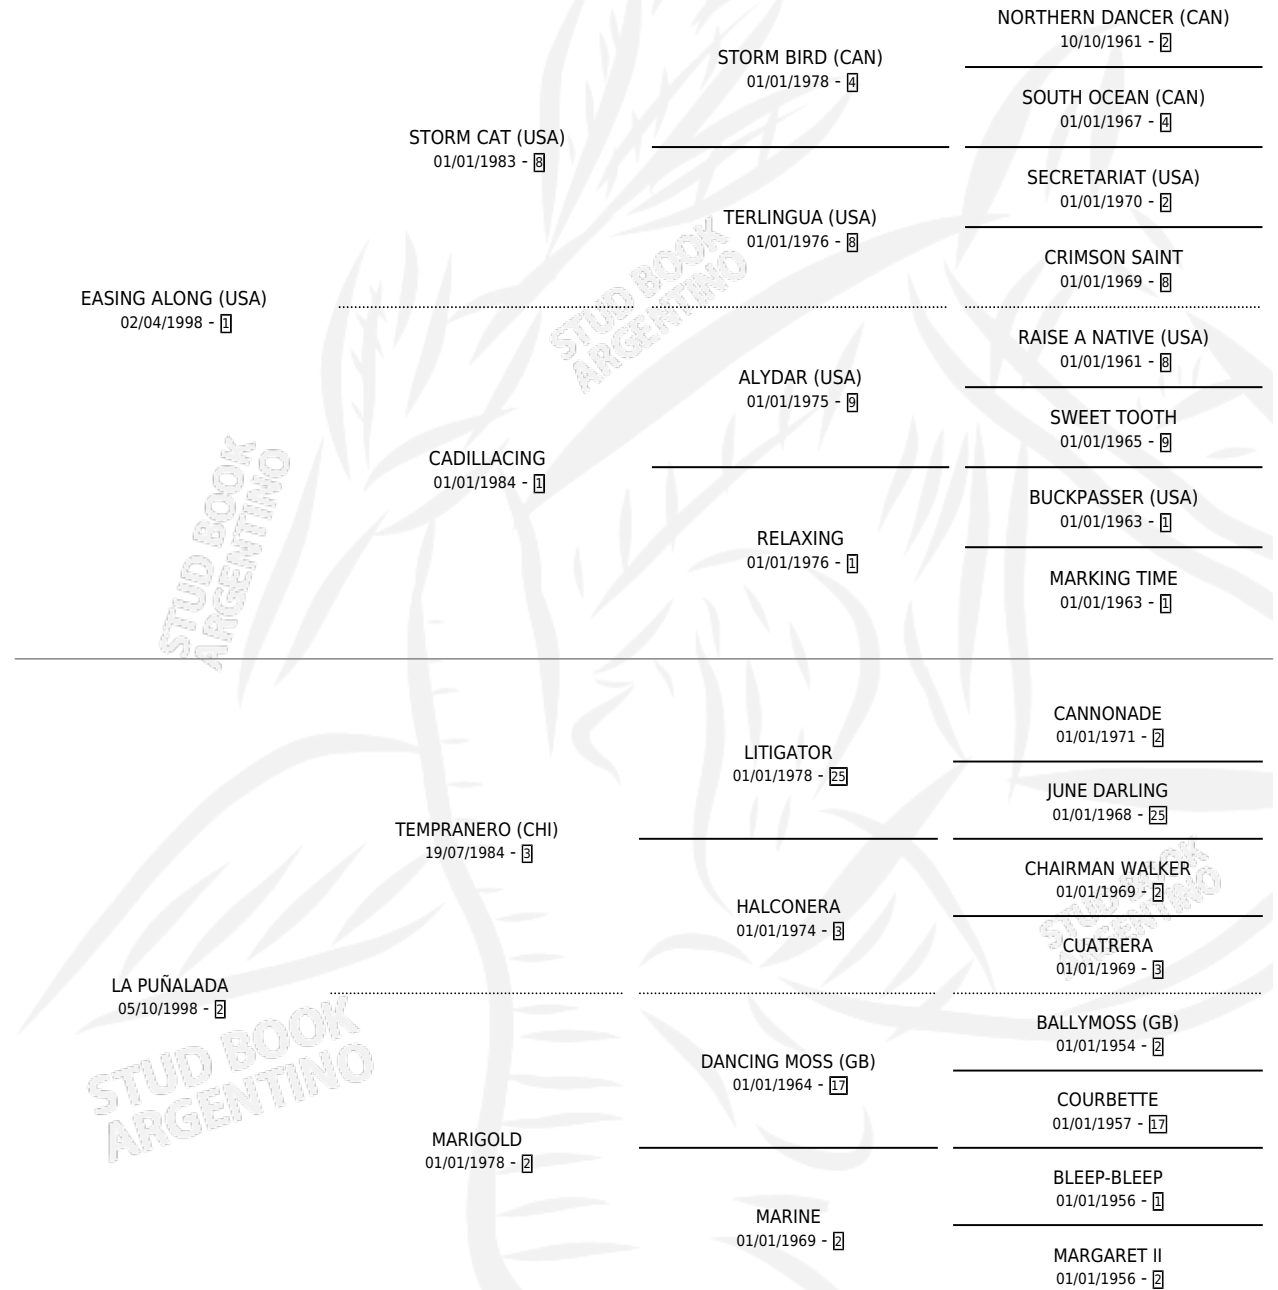 NORTHERN DANCER (CAN)
10/10/1961 - 2
STORM BIRD (CAN)
01/01/1978 - 4
SOUTH OCEAN (CAN)
01/01/1967 - 4
STORM CAT (USA)
01/01/1983 - 8
SECRETARIAT (USA)
01/01/1970 - 2
TERLINGUA (USA)
01/01/1976 - 8
CRIMSON SAINT
01/01/1969 - 8
EASING ALONG (USA)
02/04/1998 - 1
RAISE A NATIVE (USA)
01/01/1961 - 8
ALYDAR (USA)
01/01/1975 - 9
SWEET TOOTH
01/01/1965 - 9
CADILLACING
01/01/1984 - 1
BUCKPASSER (USA)
01/01/1963 - 1
RELAXING
01/01/1976 - 1
MARKING TIME
01/01/1963 - 1
CANNONADE
01/01/1971 - 2
LITIGATOR
01/01/1978 - 25
JUNE DARLING
01/01/1968 - 25
TEMPRANERO (CHI)
19/07/1984 - 3
CHAIRMAN WALKER
01/01/1969 - 2
HALCONERA
01/01/1974 - 3
CUATRERA
01/01/1969 - 3
LA PUÑALADA
05/10/1998 - 2
BALLYMOSS (GB)
01/01/1954 - 2
DANCING MOSS (GB)
01/01/1964 - 17
COURBETTE
01/01/1957 - 17
MARIGOLD
01/01/1978 - 2
BLEEP-BLEEP
01/01/1956 - 1
MARINE
01/01/1969 - 2
MARGARET II
01/01/1956 - 2
STUD BOOK
ARGENTINO
STUD BOOK
ARGENTINO
STUD BOOK
ARGENTINO
STUD BOOK
ARGENTINO